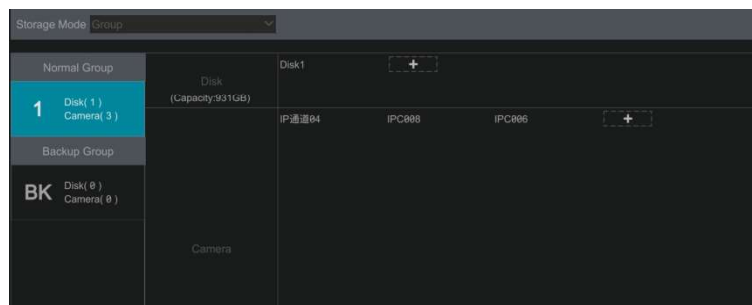 Storage Mode Group
Normal Group
1
Disk( 1 )
Camera( 3 )
Backup Group
BK
Disk( 0 )
Camera( 0 )
Disk
(Capacity:931GB)
Disk1
+
Camera
IP通道04
IPC008
IPC006
+